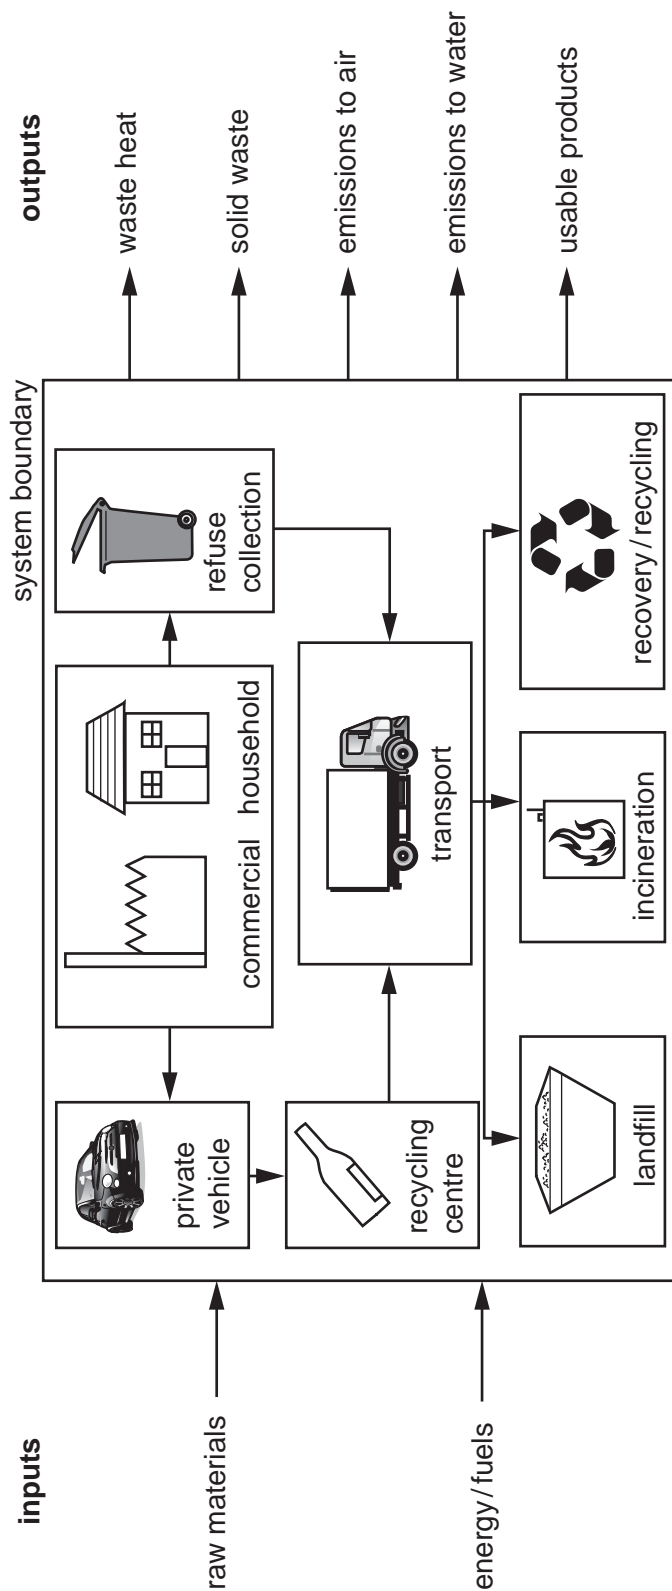 inputs
outputs
system boundary
raw materials
energy/fuels
private
vehicle
commercial
household
refuse
collection
recycling
centre
transport
landfill
incineration
recovery/recycling
waste heat
solid waste
emissions to air
emissions to water
usable products